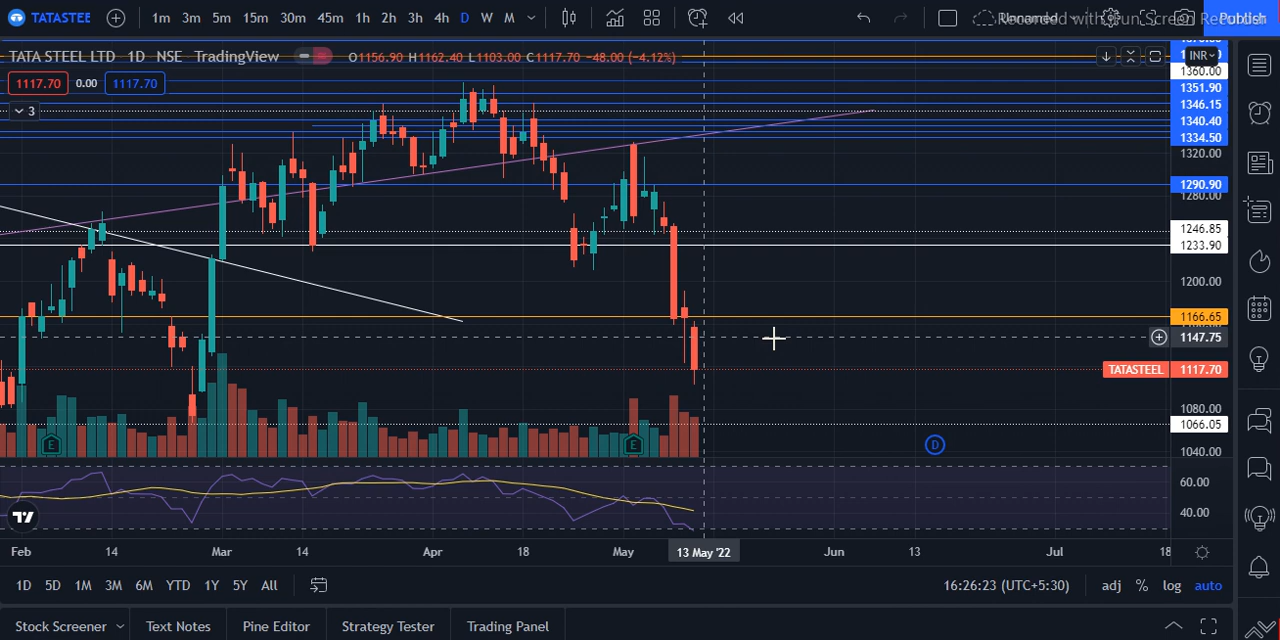 TATASTEE 1m 3m 5m 15m 30m 45m 1h 2h 3h 4h D W M Unnamed Publish
Recorded with iFun Screen Recorder
TATA STEEL LTD 1D NSE TradingView O1156.90 H1162.40 L1103.00 C1117.70 −48.00 (−4.12%) INR
1117.70 0.00 1117.70
3
1360.00
1351.90
1346.15
1340.40
1334.50
1320.00
1290.90
1280.00
1246.85
1233.90
1200.00
1166.65
1147.75
TATASTEEL 1117.70
1080.00
1066.05
1040.00
E E D
60.00
40.00
Feb 14 Mar 14 Apr 18 May 13 May '22 Jun 13 Jul 18
1D 5D 1M 3M 6M YTD 1Y 5Y All 16:26:23 (UTC+5:30) adj % log auto
Stock Screener Text Notes Pine Editor Strategy Tester Trading Panel